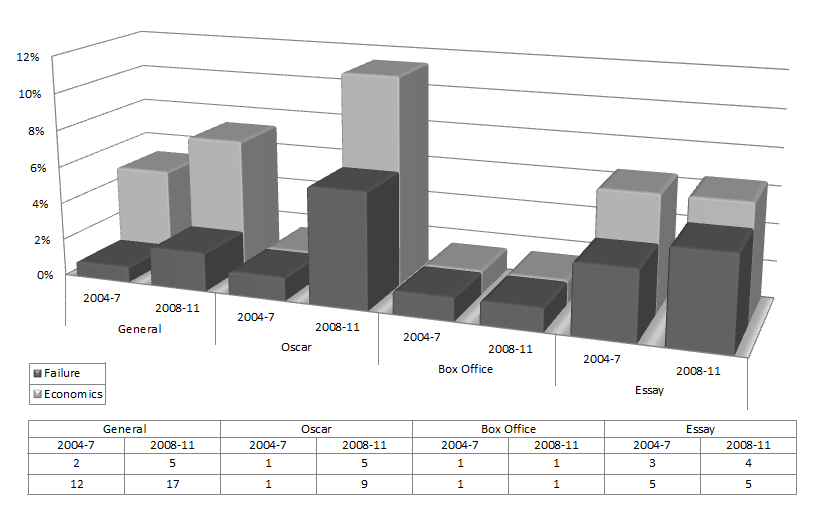 12%
10%
8%
6%
4%
2%
0%
2004-7 2008-11 2004-7 2008-11 2004-7 2008-11 2004-7 2008-11
General Oscar Box Office Essay
Failure
Economics
General Oscar Box Office Essay
2004-7 2008-11 2004-7 2008-11 2004-7 2008-11 2004-7 2008-11
2 5 1 5 1 1 3 4
12 17 1 9 1 1 5 5